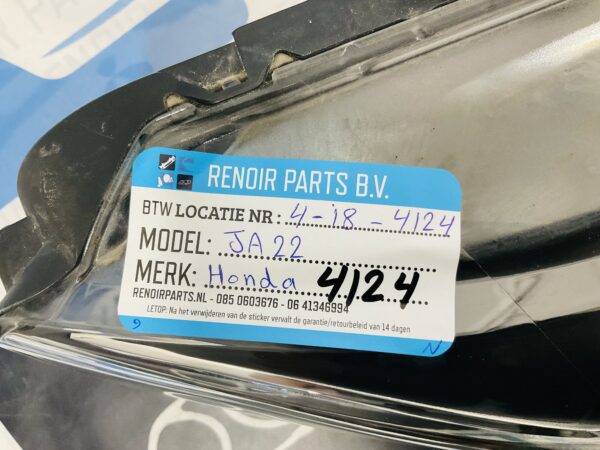 RENOIR PARTS B.V.
BTW LOCATIE NR : 4-i8-4124
MODEL: JA22
MERK: Honda 4124
RENOIRPARTS.NL - 085 0603676 - 06 41346994
LETOP: Na het verwijderen van de sticker vervalt de garantie/retourbeleid van 14 dagen